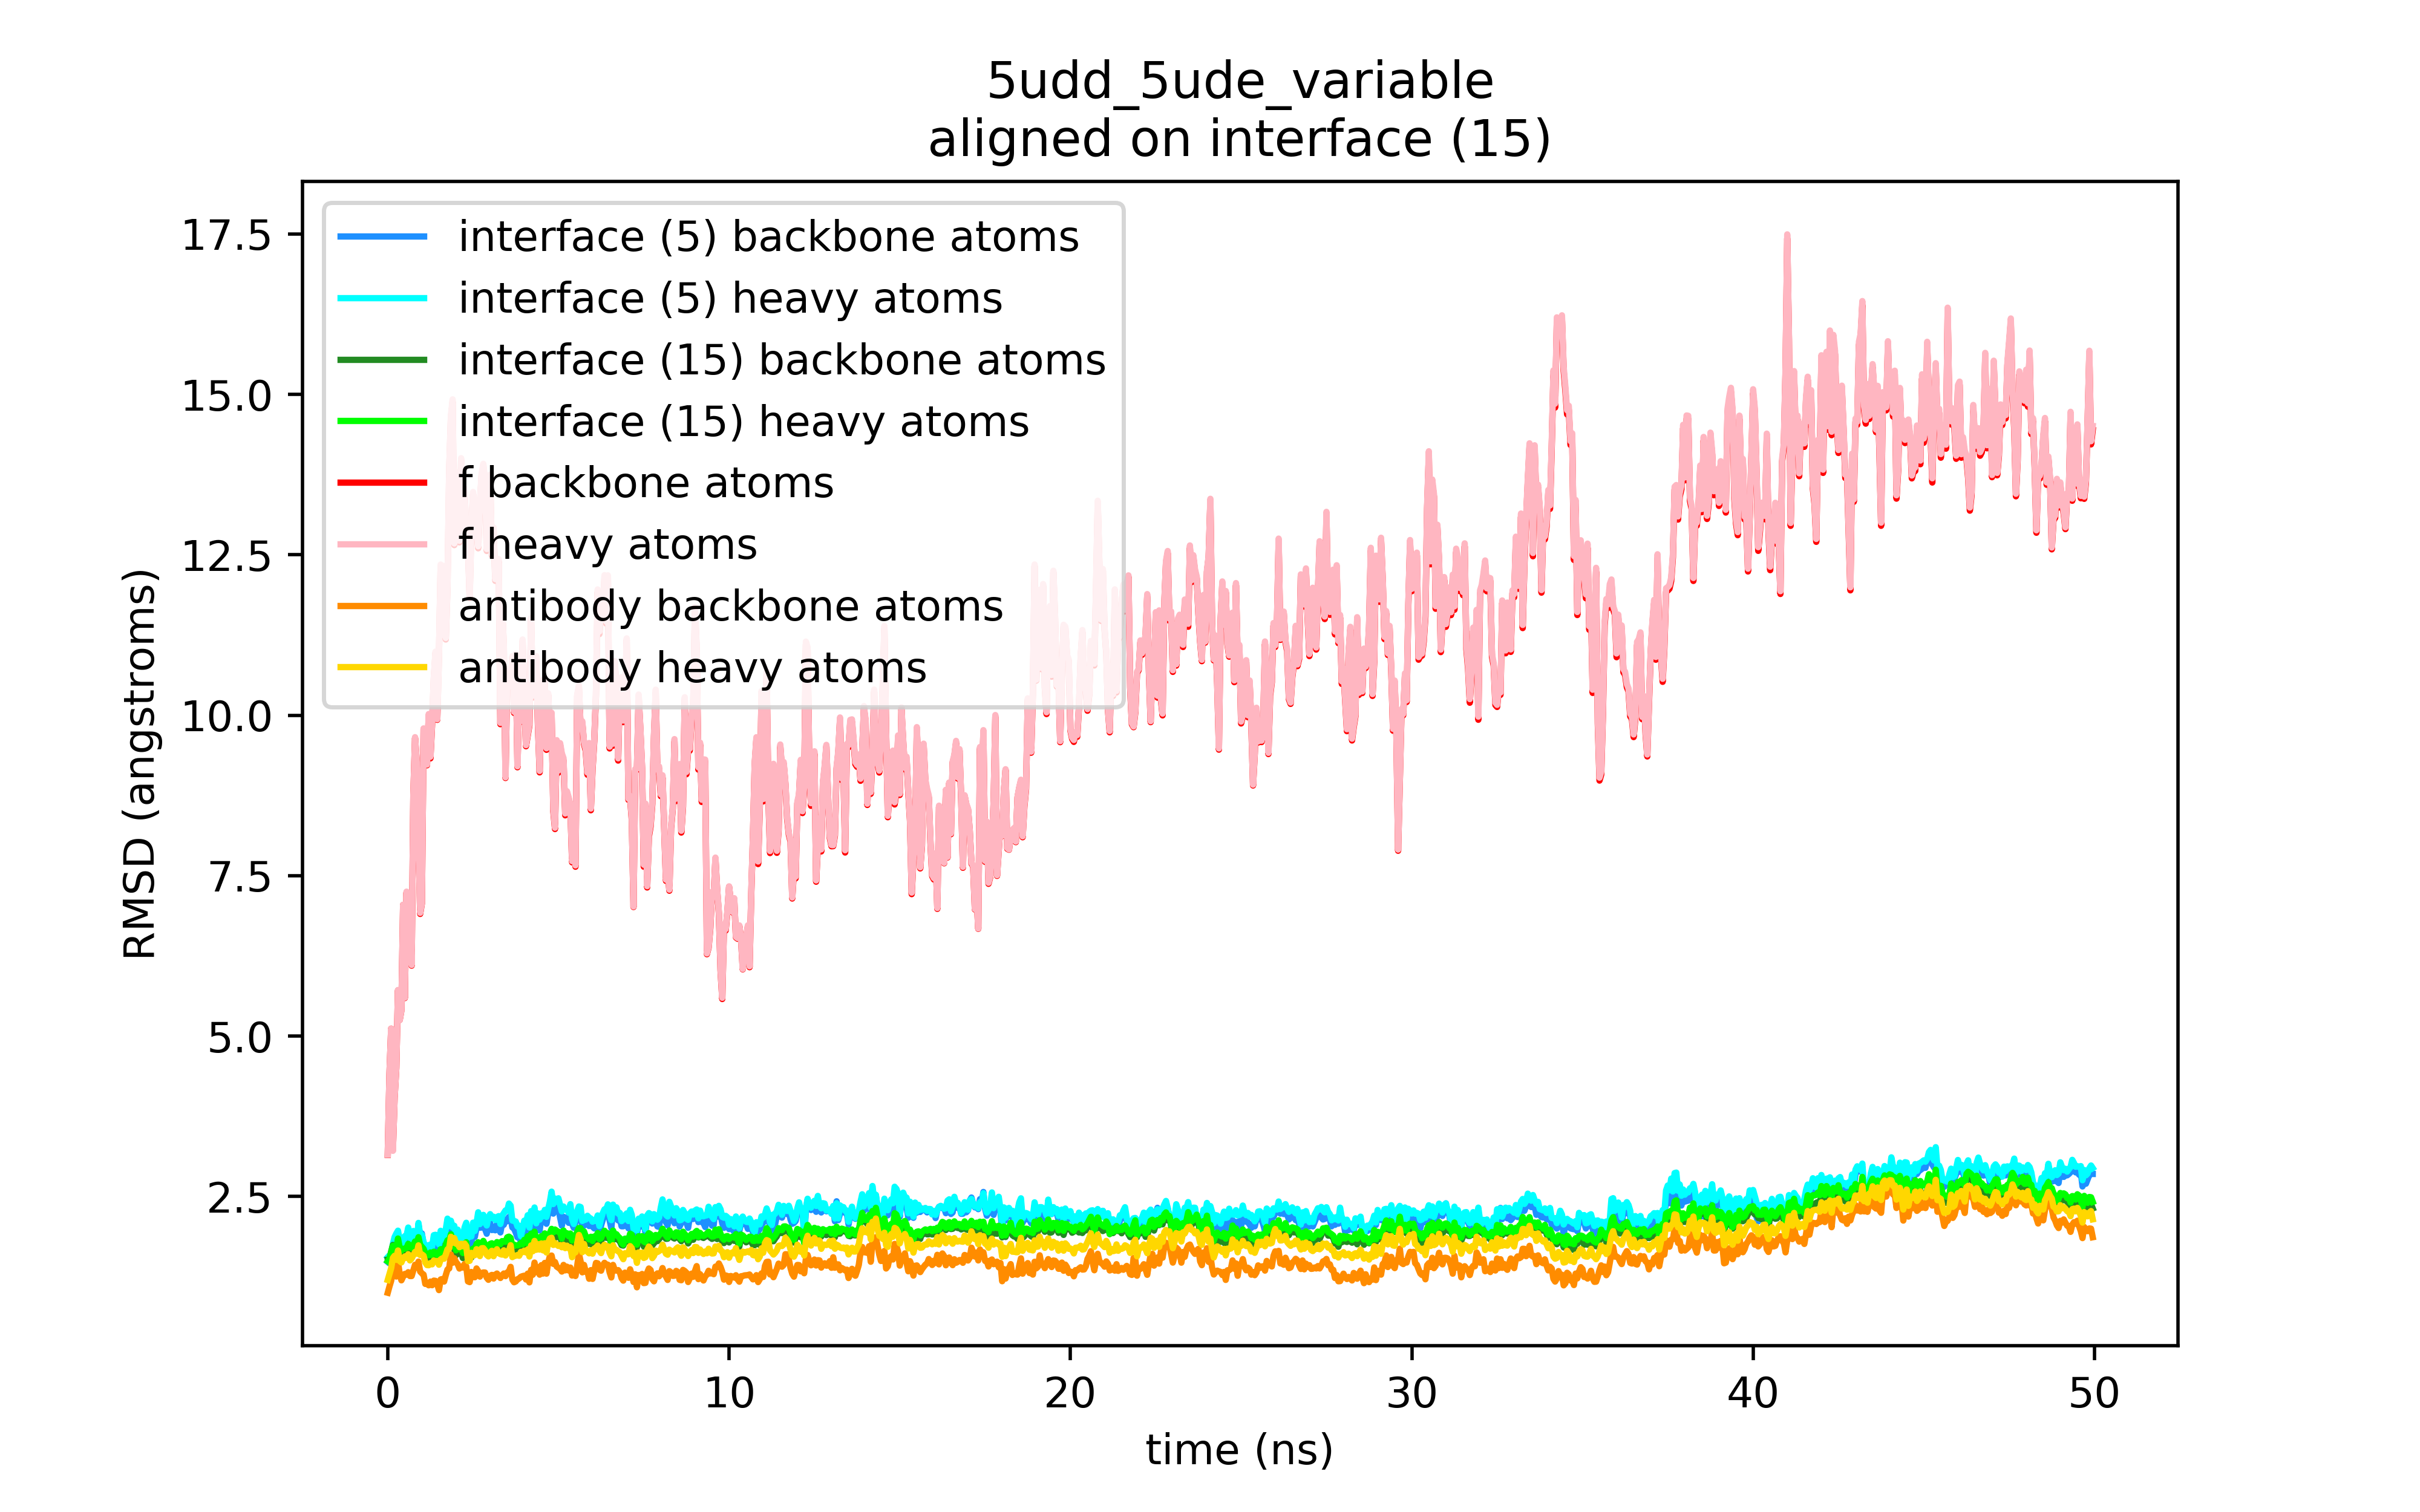 5udd_5ude_variable
aligned on interface (15)
interface (5) backbone atoms
interface (5) heavy atoms
interface (15) backbone atoms
interface (15) heavy atoms
f backbone atoms
f heavy atoms
antibody backbone atoms
antibody heavy atoms
RMSD (angstroms)
17.5
15.0
12.5
10.0
7.5
5.0
2.5
0 10 20 30 40 50
time (ns)